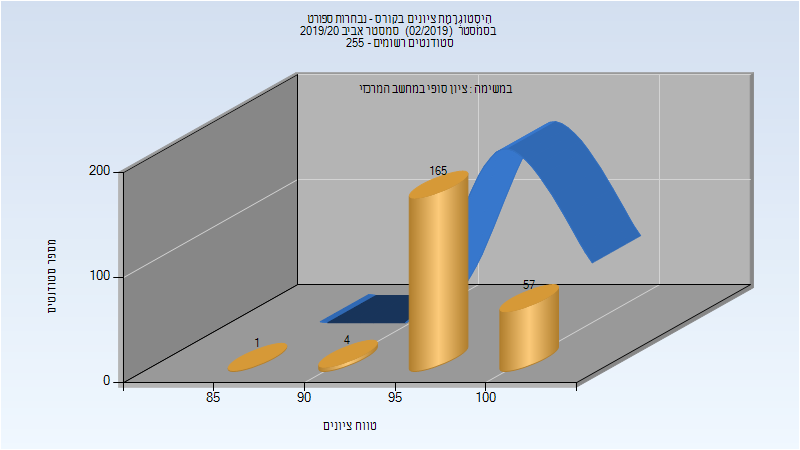 היסטוגרמת ציונים בקורס - נבחרות ספורט
בסמסטר (02/2019) סמסטר אביב 2019/20
סטודנטים רשומים - 255
במשימה : ציון סופי במחשב המרכזי
200
100
0
מספר סטודנטים
1
4
165
57
85
90
95
100
טווח ציונים